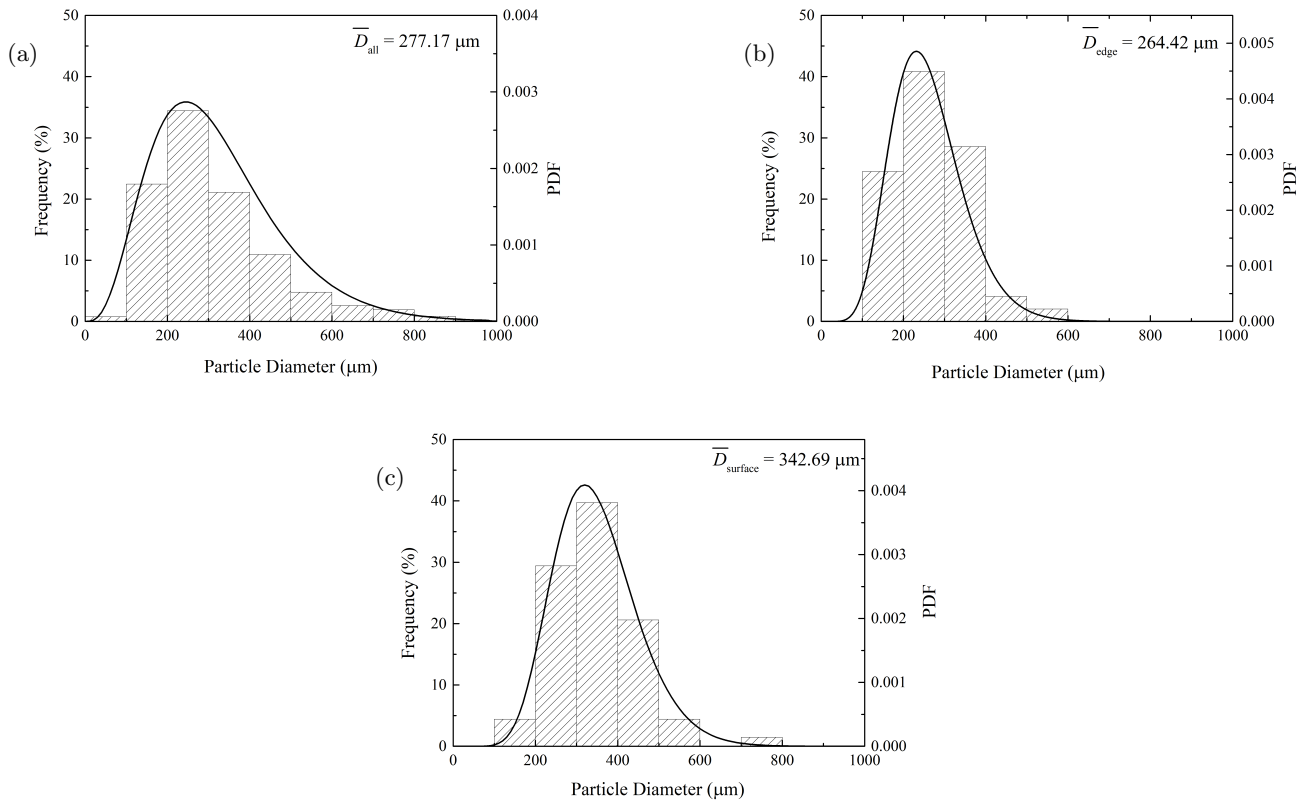 (a)
D̅all = 277.17 μm
50
40
30
20
10
0
Frequency (%)
0.004
0.003
0.002
0.001
0.000
PDF
0 200 400 600 800 1000
Particle Diameter (μm)
(b)
D̅edge = 264.42 μm
50
40
30
20
10
0
Frequency (%)
0.005
0.004
0.003
0.002
0.001
0.000
PDF
0 200 400 600 800 1000
Particle Diameter (μm)
(c)
D̅surface = 342.69 μm
50
40
30
20
10
0
Frequency (%)
0.004
0.003
0.002
0.001
0.000
PDF
0 200 400 600 800 1000
Particle Diameter (μm)